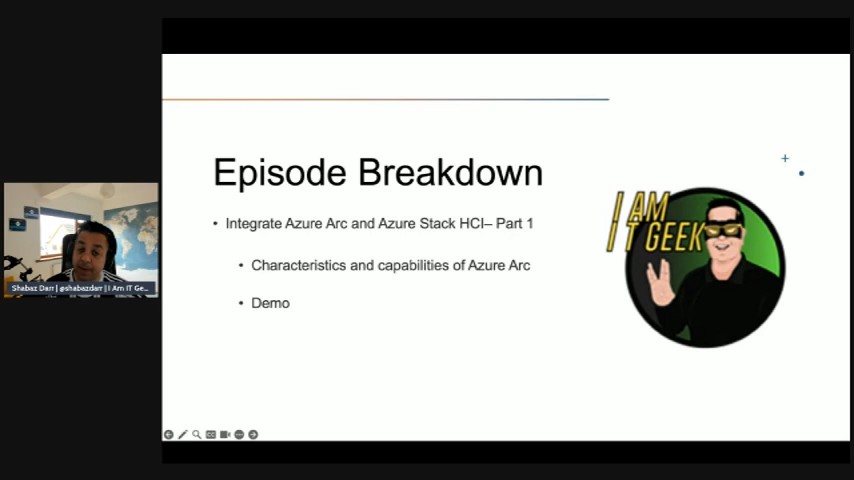 Episode Breakdown
• Integrate Azure Arc and Azure Stack HCI– Part 1
• Characteristics and capabilities of Azure Arc
• Demo
I AM
IT GEEK
Shabaz Darr | @shabazdarr | I Am IT Ge...